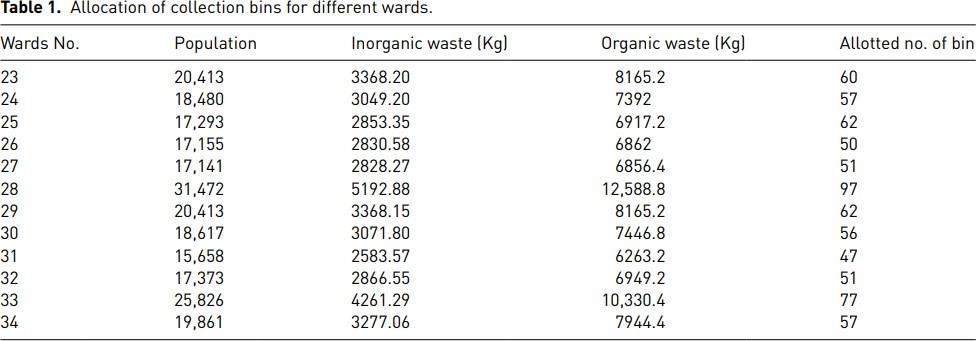 Table 1. Allocation of collection bins for different wards.
Wards No. Population Inorganic waste (Kg) Organic waste (Kg) Allotted no. of bin
23 20,413 3368.20 8165.2 60
24 18,480 3049.20 7392 57
25 17,293 2853.35 6917.2 62
26 17,155 2830.58 6862 50
27 17,141 2828.27 6856.4 51
28 31,472 5192.88 12,588.8 97
29 20,413 3368.15 8165.2 62
30 18,617 3071.80 7446.8 56
31 15,658 2583.57 6263.2 47
32 17,373 2866.55 6949.2 51
33 25,826 4261.29 10,330.4 77
34 19,861 3277.06 7944.4 57